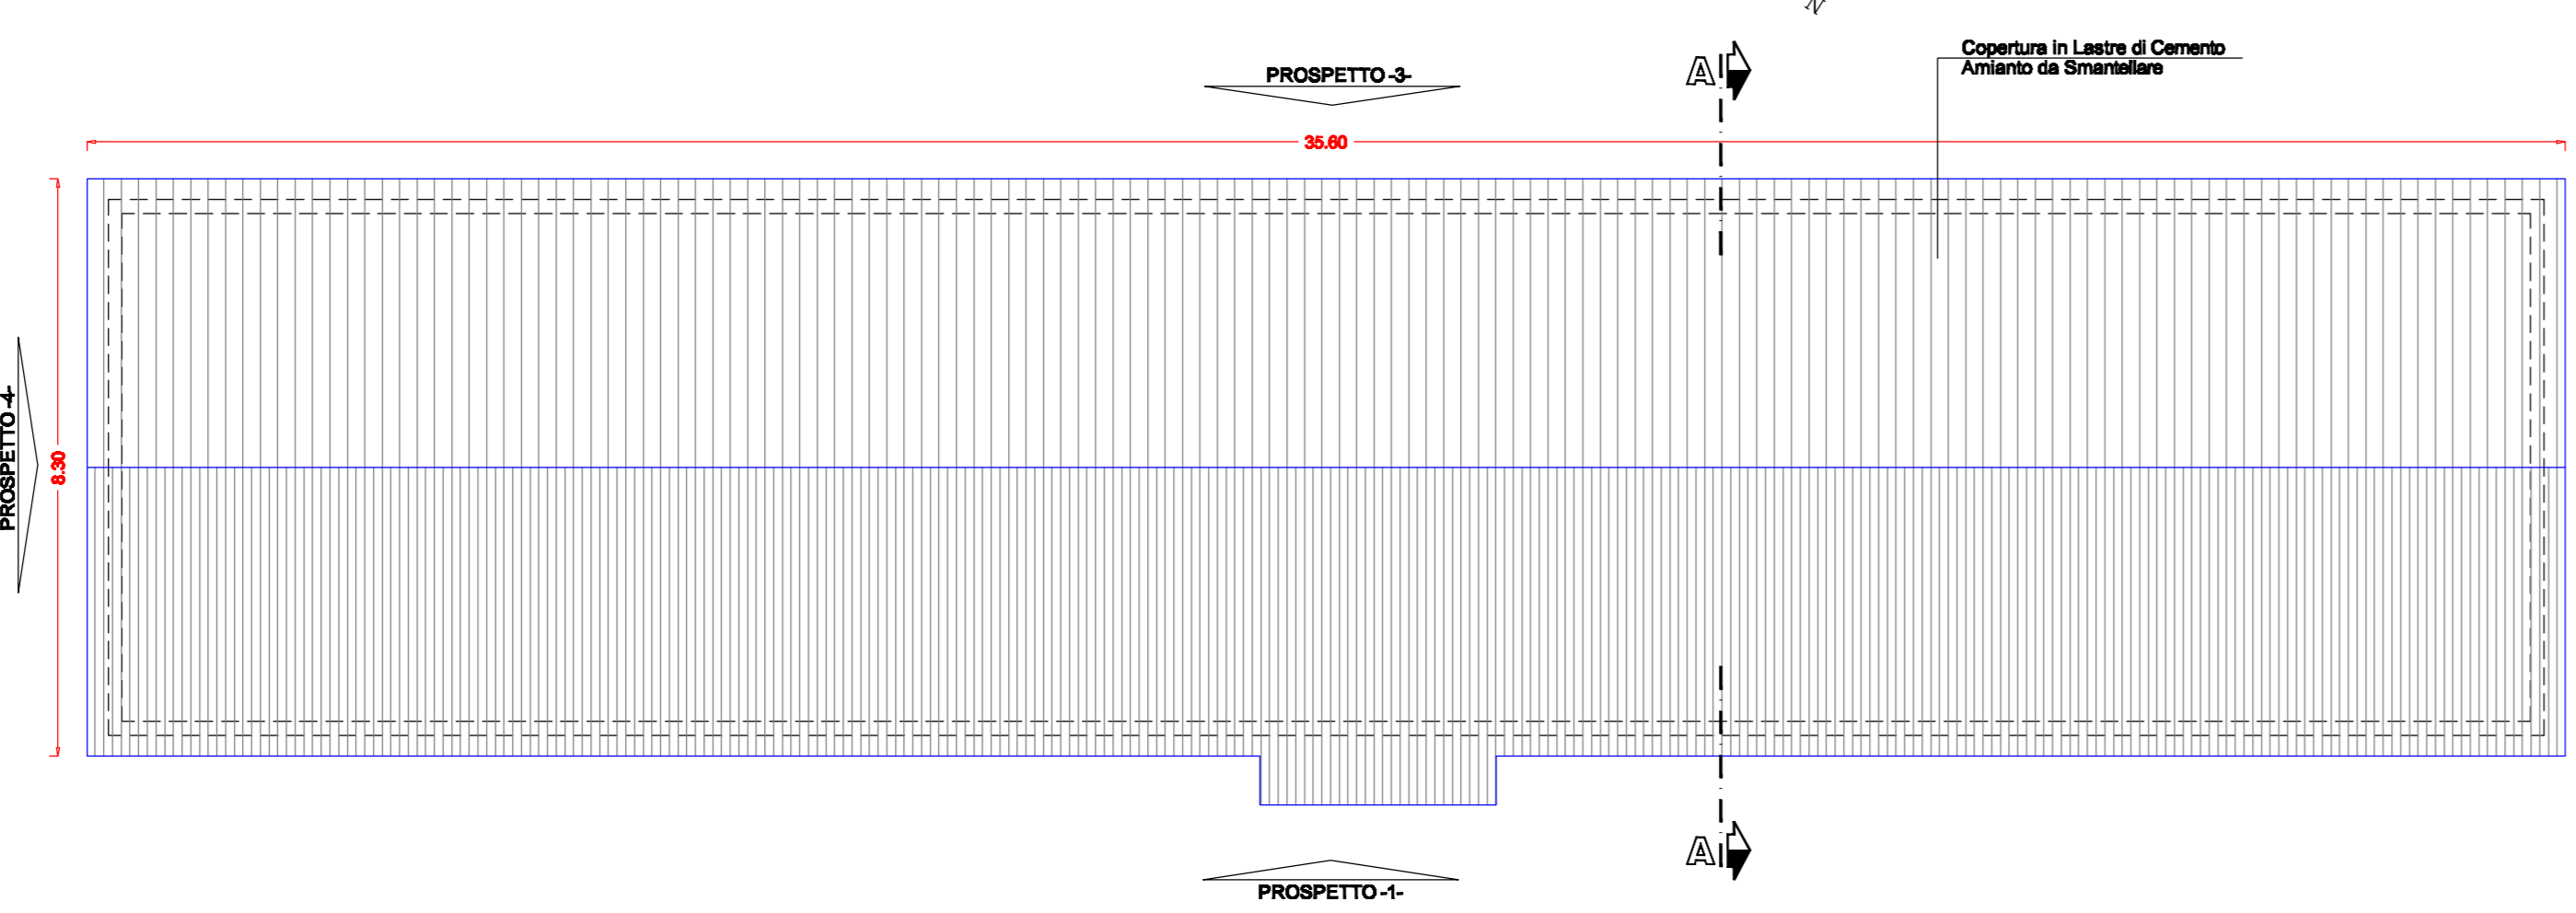 N
Copertura in Lastre di Cemento
Amianto da Smantellare
PROSPETTO -3-
A
35.60
PROSPETTO -4-
8.30
A
PROSPETTO -1-